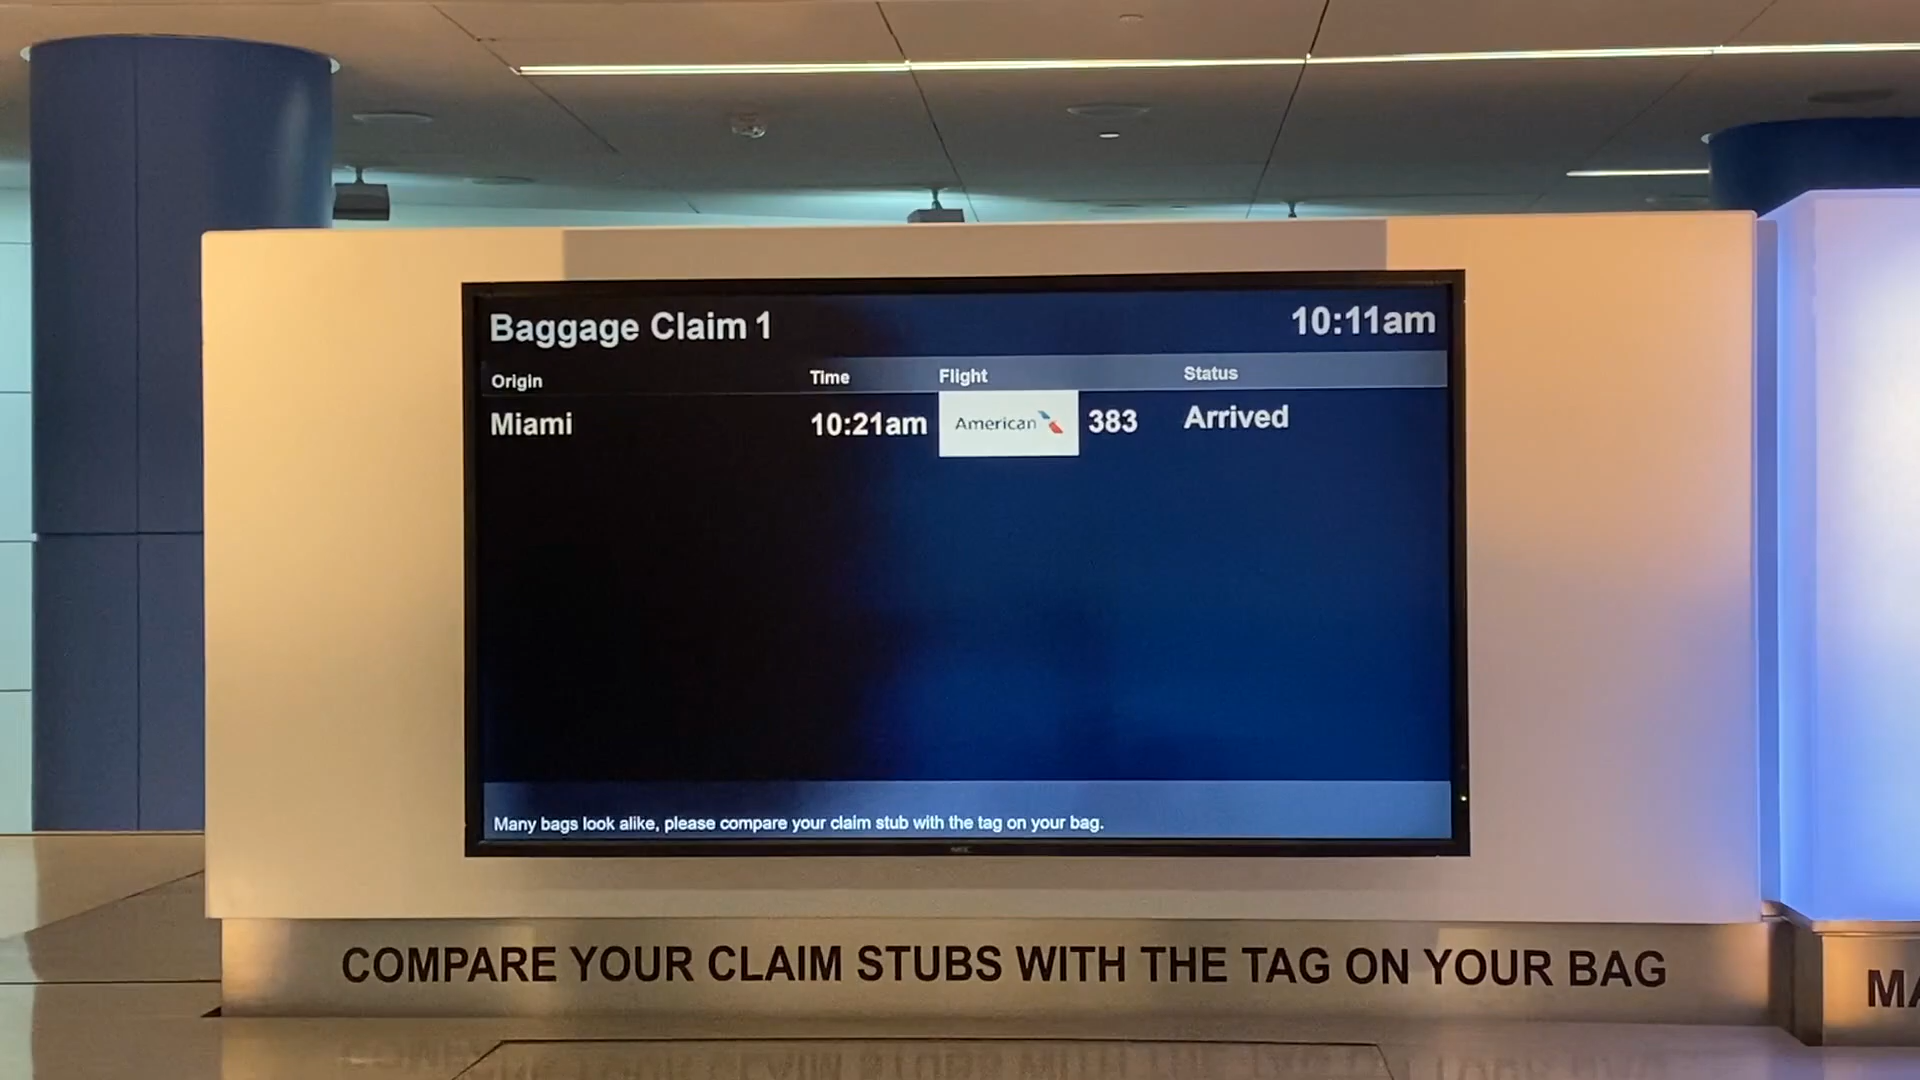 Baggage Claim 1 10:11am
Origin Time Flight Status
Miami 10:21am American 383 Arrived
Many bags look alike, please compare your claim stub with the tag on your bag.
NEC
COMPARE YOUR CLAIM STUBS WITH THE TAG ON YOUR BAG